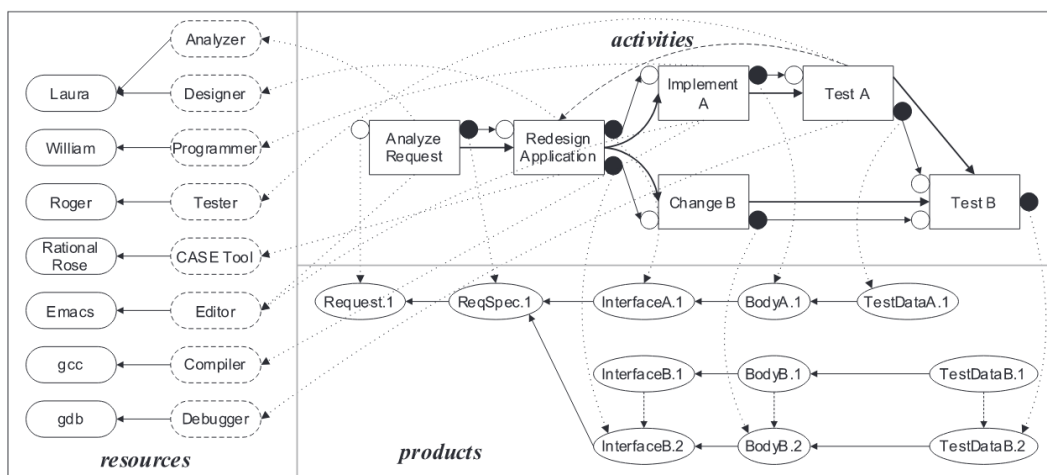 Analyzer
Laura
Designer
William
Programmer
Roger
Tester
Rational
Rose
CASE Tool
Emacs
Editor
gcc
Compiler
gdb
Debugger
resources
activities
Analyze
Request
Redesign
Application
Implement
A
Test A
Change B
Test B
Request.1
ReqSpec.1
InterfaceA.1
BodyA.1
TestDataA.1
InterfaceB.1
BodyB.1
TestDataB.1
InterfaceB.2
BodyB.2
TestDataB.2
products